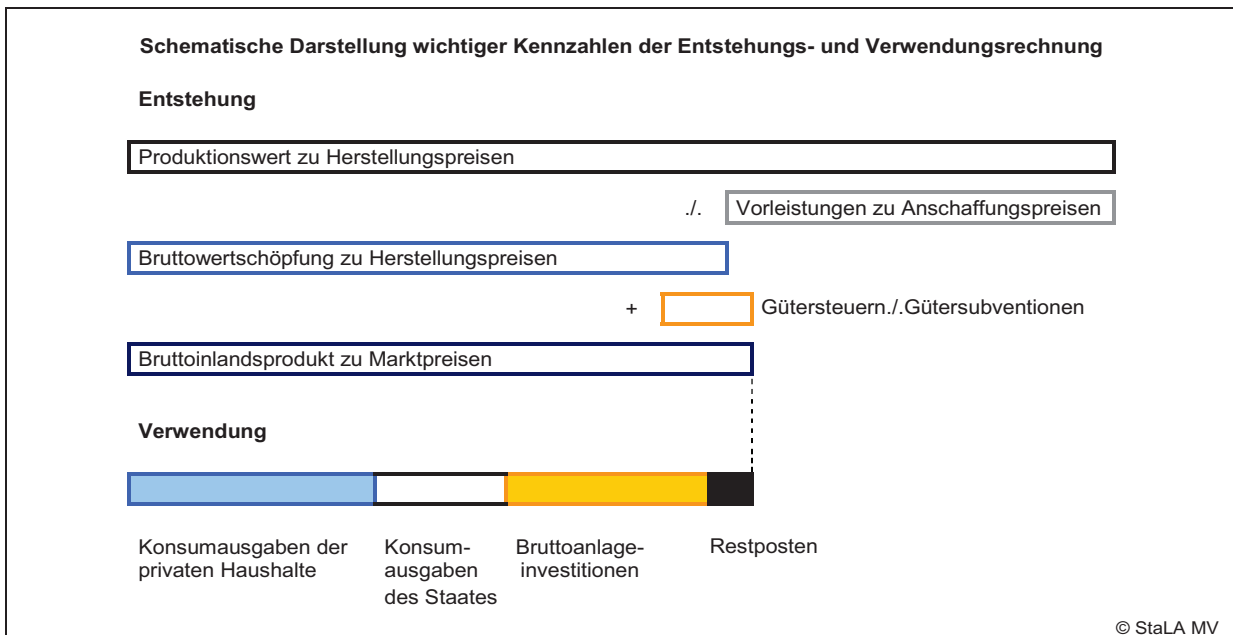 Schematische Darstellung wichtiger Kennzahlen der Entstehungs- und Verwendungsrechnung
Entstehung
Produktionswert zu Herstellungspreisen
./. Vorleistungen zu Anschaffungspreisen
Bruttowertschöpfung zu Herstellungspreisen
+ Gütersteuern./.Gütersubventionen
Bruttoinlandsprodukt zu Marktpreisen
Verwendung
Konsumausgaben der
privaten Haushalte
Konsum-
ausgaben
des Staates
Bruttoanlage-
investitionen
Restposten
© StaLA MV